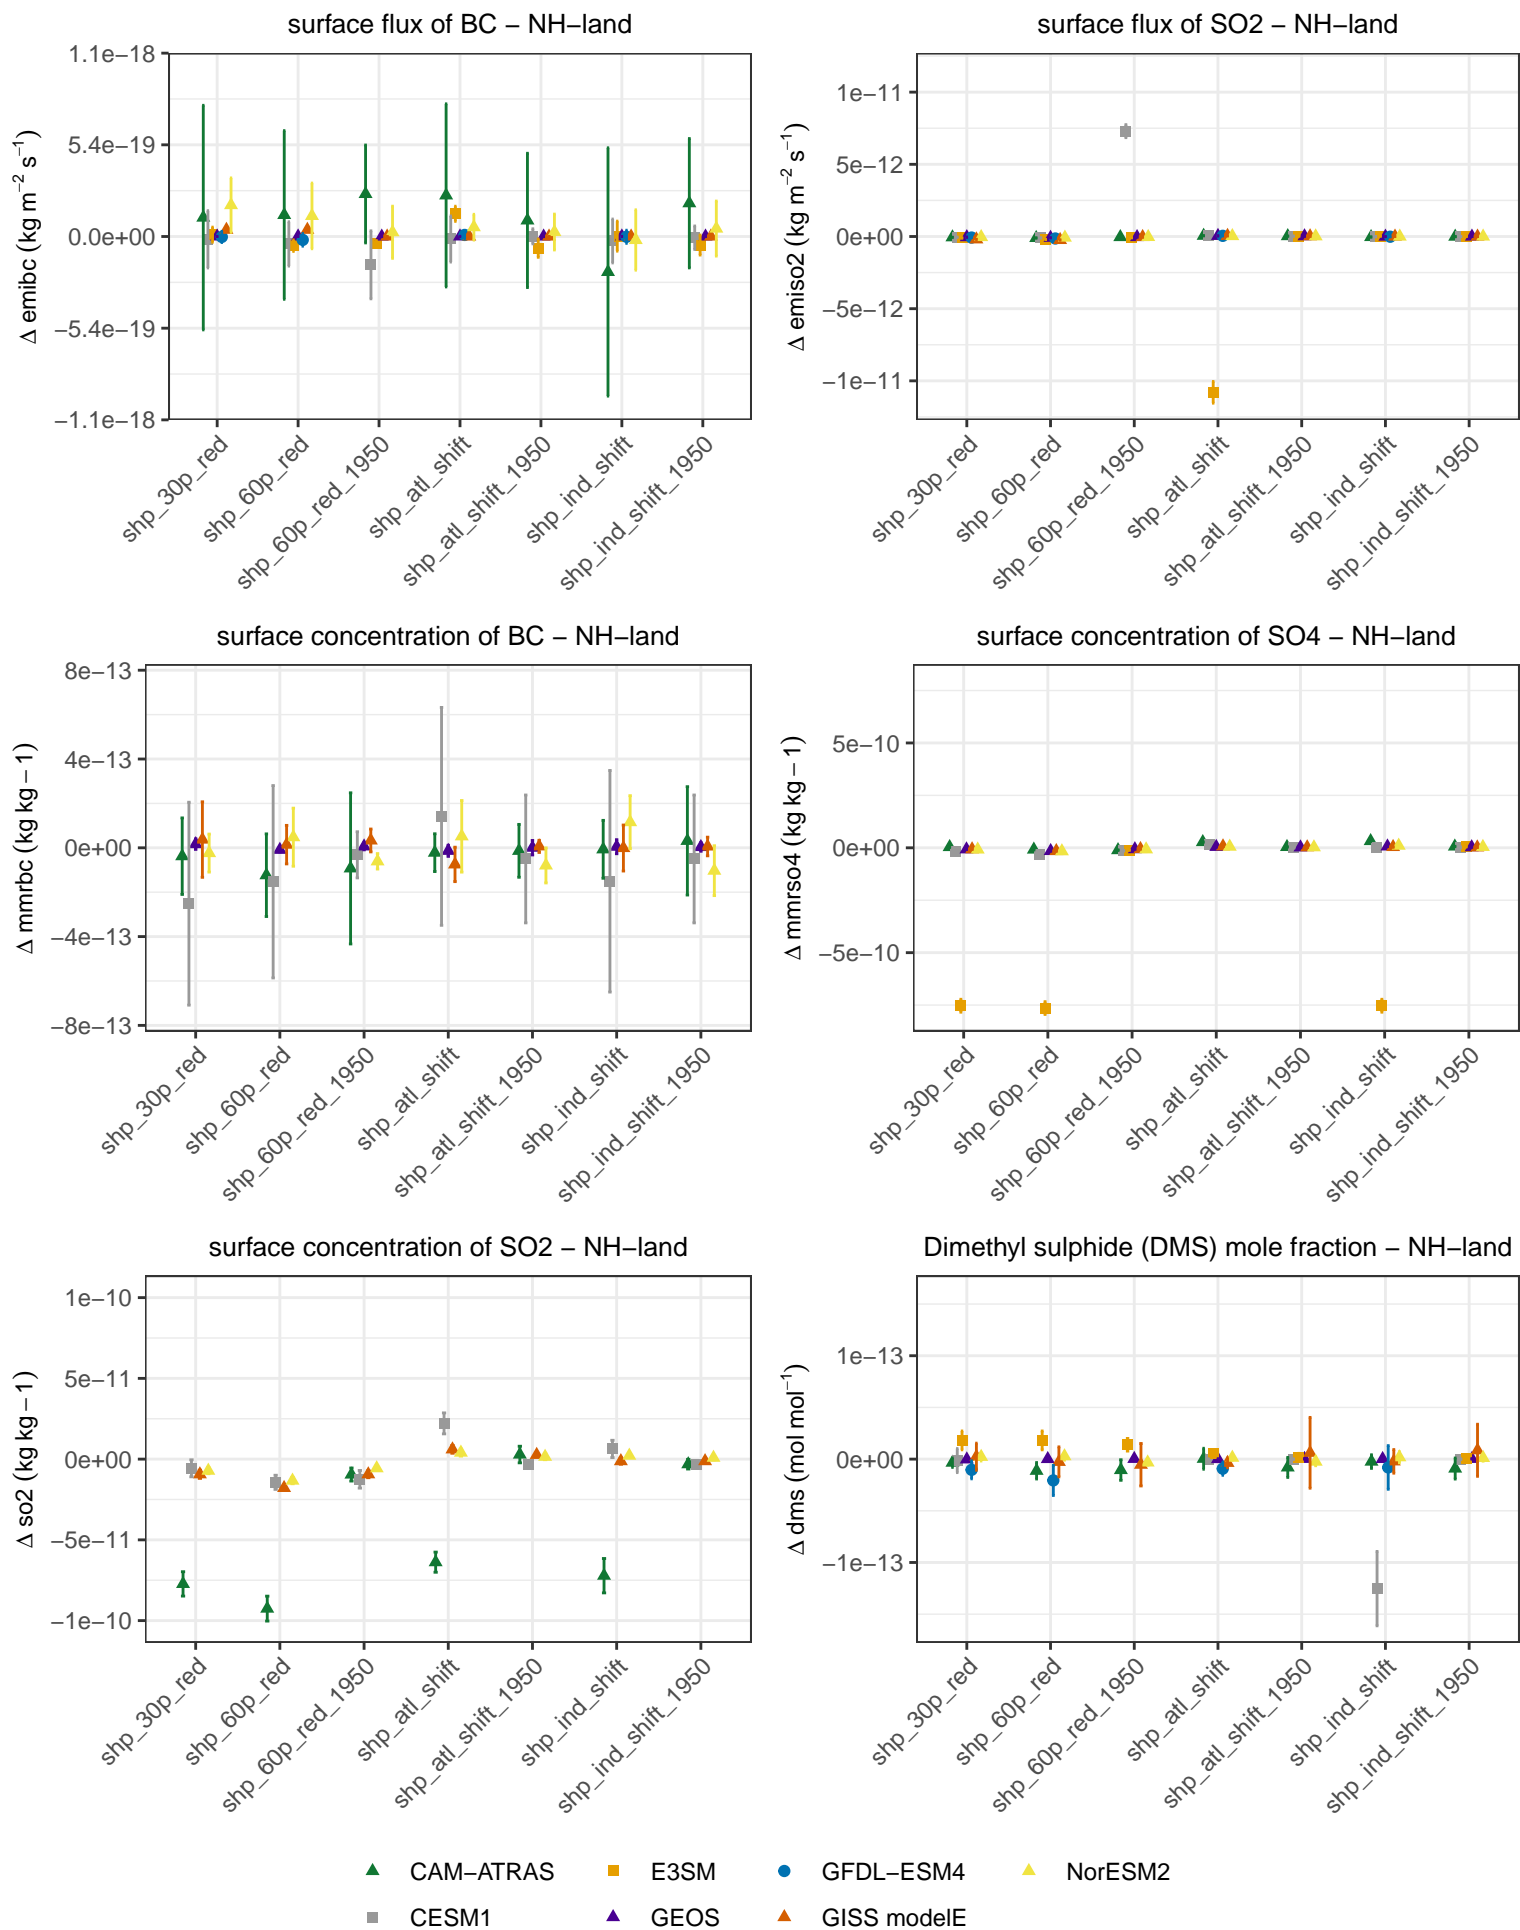 surface flux of BC − NH−land
Δ emibc (kg m⁻² s⁻¹)
1.1e−18
5.4e−19
0.0e+00
−5.4e−19
−1.1e−18
shp_30p_red
shp_60p_red
shp_60p_red_1950
shp_atl_shift
shp_atl_shift_1950
shp_ind_shift
shp_ind_shift_1950
surface flux of SO2 − NH−land
Δ emiso2 (kg m⁻² s⁻¹)
1e−11
5e−12
0e+00
−5e−12
−1e−11
shp_30p_red
shp_60p_red
shp_60p_red_1950
shp_atl_shift
shp_atl_shift_1950
shp_ind_shift
shp_ind_shift_1950
surface concentration of BC − NH−land
Δ mmrbc (kg kg−1)
8e−13
4e−13
0e+00
−4e−13
−8e−13
shp_30p_red
shp_60p_red
shp_60p_red_1950
shp_atl_shift
shp_atl_shift_1950
shp_ind_shift
shp_ind_shift_1950
surface concentration of SO4 − NH−land
Δ mmrso4 (kg kg−1)
5e−10
0e+00
−5e−10
shp_30p_red
shp_60p_red
shp_60p_red_1950
shp_atl_shift
shp_atl_shift_1950
shp_ind_shift
shp_ind_shift_1950
surface concentration of SO2 − NH−land
Δ so2 (kg kg−1)
1e−10
5e−11
0e+00
−5e−11
−1e−10
shp_30p_red
shp_60p_red
shp_60p_red_1950
shp_atl_shift
shp_atl_shift_1950
shp_ind_shift
shp_ind_shift_1950
Dimethyl sulphide (DMS) mole fraction − NH−land
Δ dms (mol mol⁻¹)
1e−13
0e+00
−1e−13
shp_30p_red
shp_60p_red
shp_60p_red_1950
shp_atl_shift
shp_atl_shift_1950
shp_ind_shift
shp_ind_shift_1950
CAM−ATRAS E3SM GFDL−ESM4 NorESM2
CESM1 GEOS GISS modelE